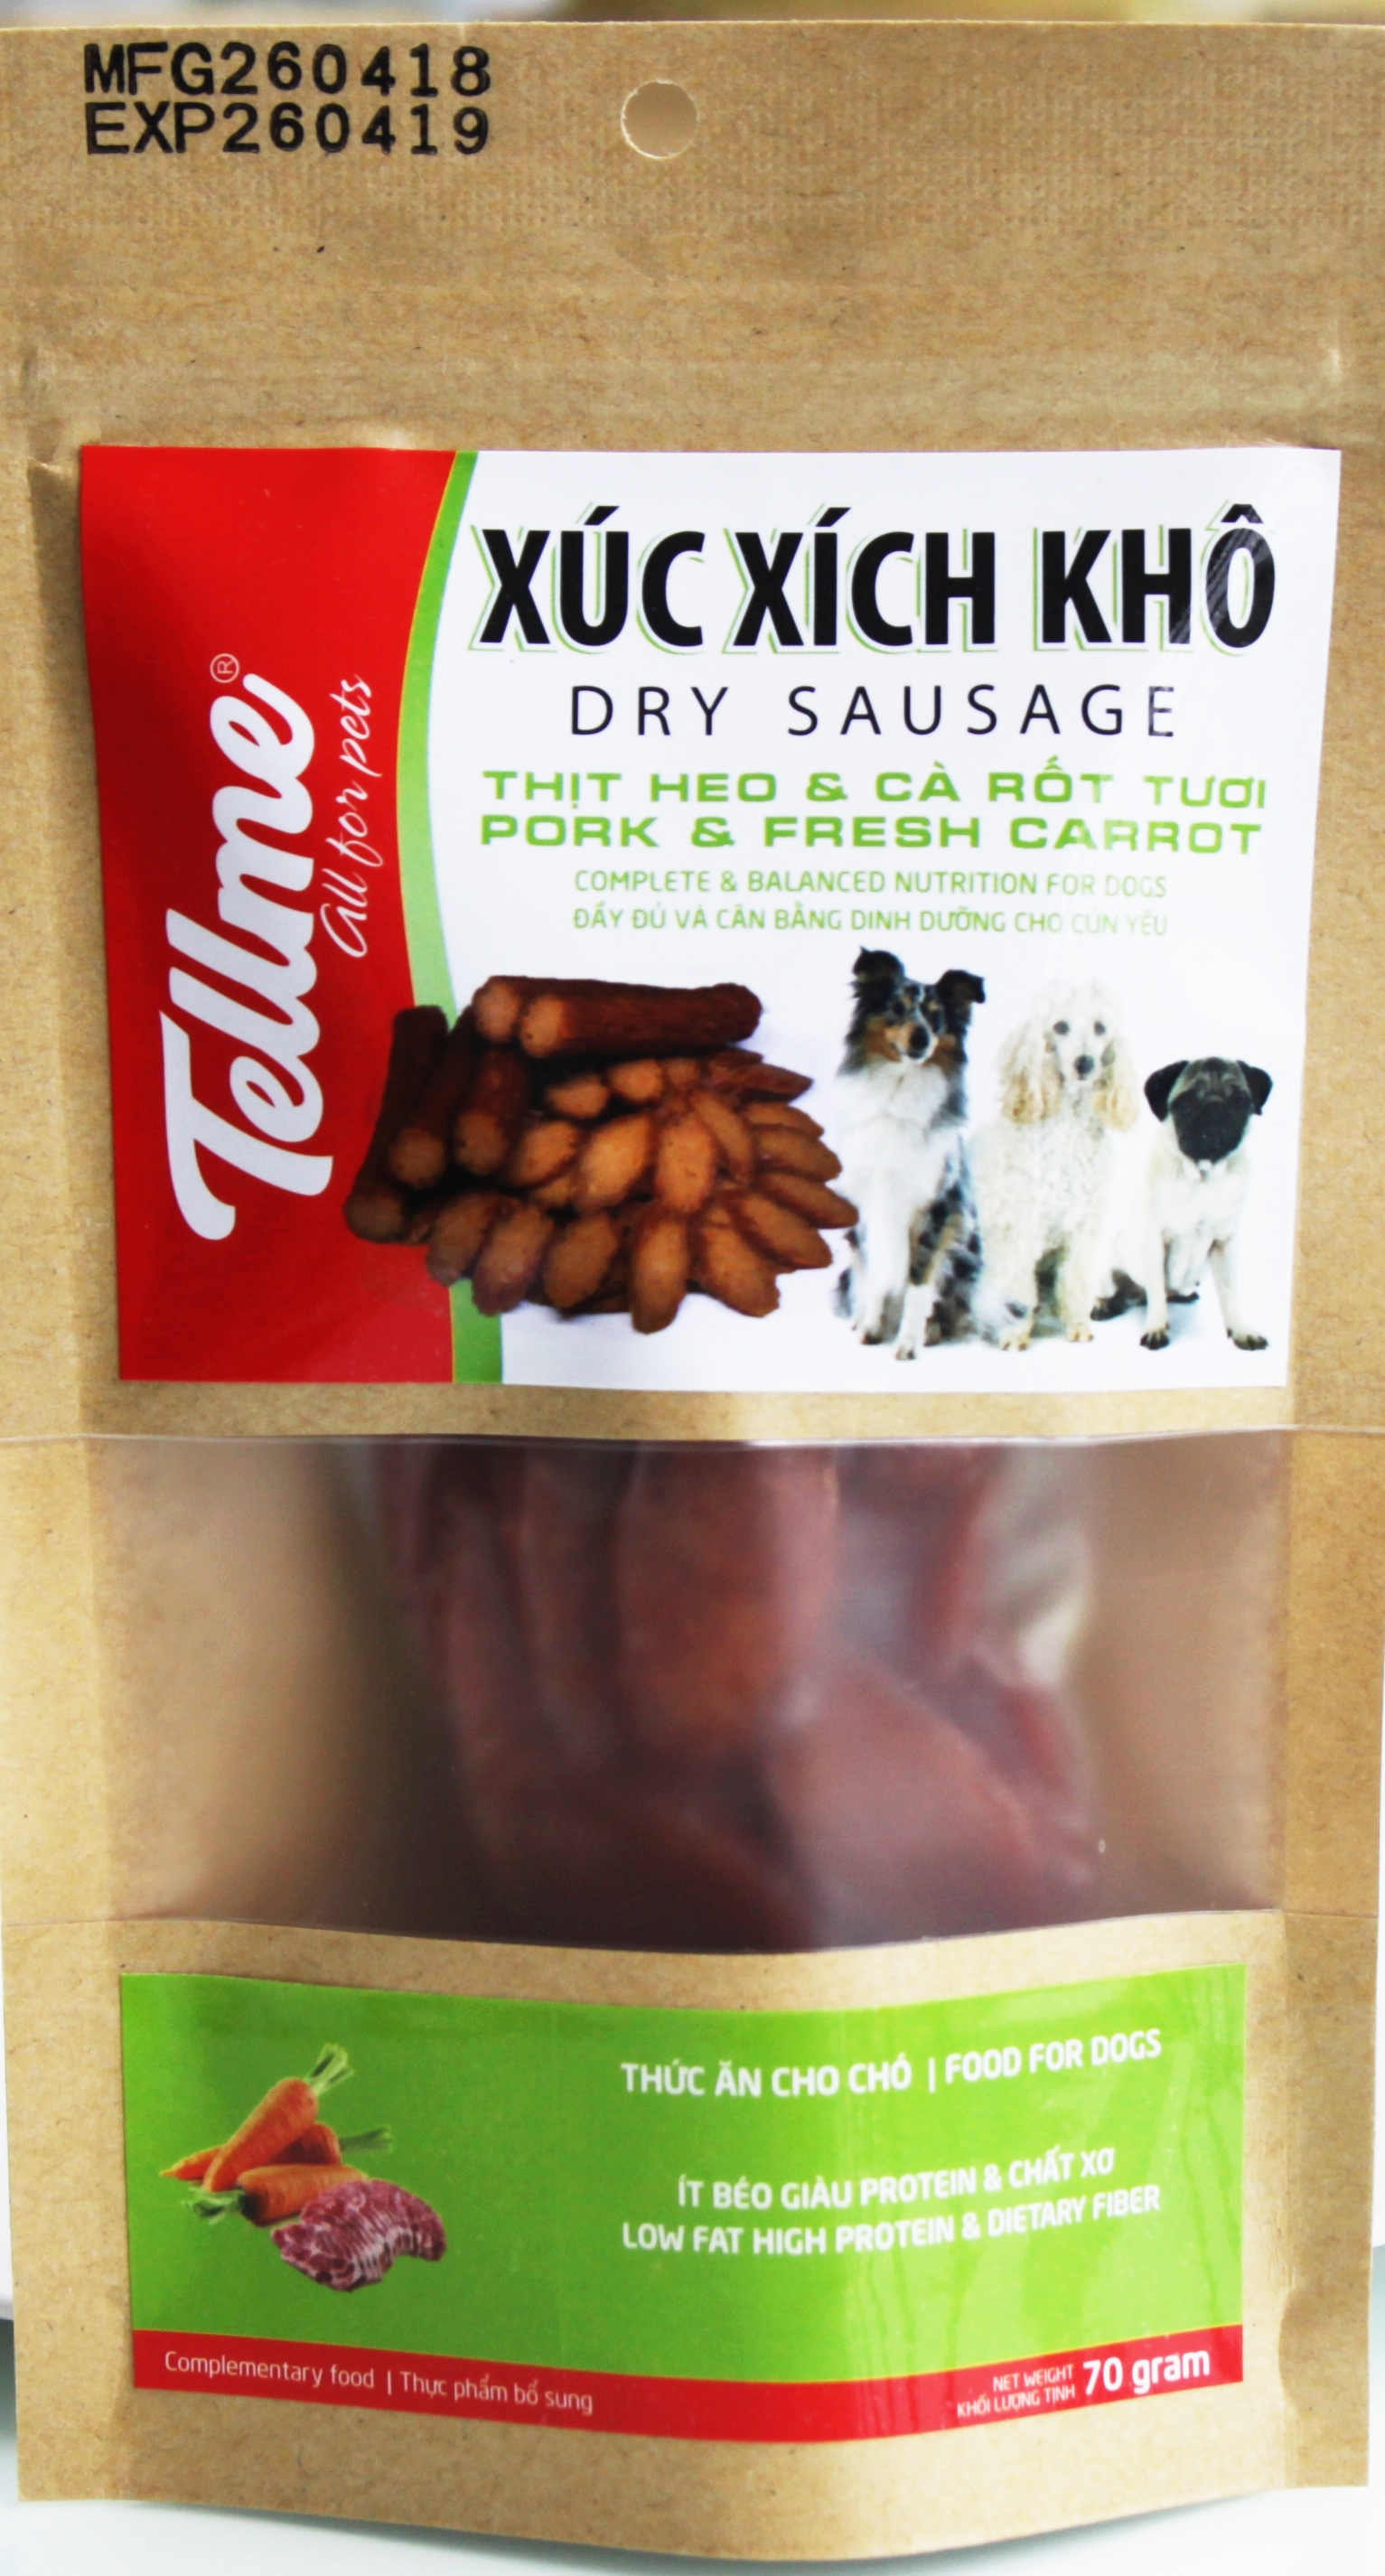 MFG260418
EXP260419
Tellme®
all for pets
XÚC XÍCH KHÔ
DRY SAUSAGE
THỊT HEO & CÀ RỐT TƯƠI
PORK & FRESH CARROT
COMPLETE & BALANCED NUTRITION FOR DOGS
ĐẦY ĐỦ VÀ CÂN BẰNG DINH DƯỠNG CHO CÚN YÊU
THỨC ĂN CHO CHÓ | FOOD FOR DOGS
ÍT BÉO GIÀU PROTEIN & CHẤT XƠ
LOW FAT HIGH PROTEIN & DIETARY FIBER
Complementary food | Thực phẩm bổ sung
NET WEIGHT
KHỐI LƯỢNG TỊNH
70 gram